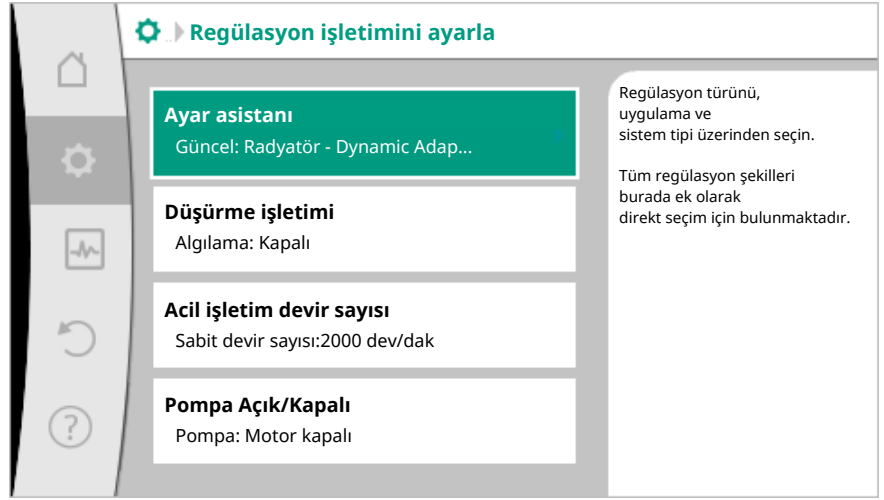 Regülasyon işletimini ayarla
Ayar asistanı
Güncel: Radyatör - Dynamic Adap...
Düşürme işletimi
Algılama: Kapalı
Acil işletim devir sayısı
Sabit devir sayısı:2000 dev/dak
Pompa Açık/Kapalı
Pompa: Motor kapalı
Regülasyon türünü,
uygulama ve
sistem tipi üzerinden seçin.
Tüm regülasyon şekilleri
burada ek olarak
direkt seçim için bulunmaktadır.